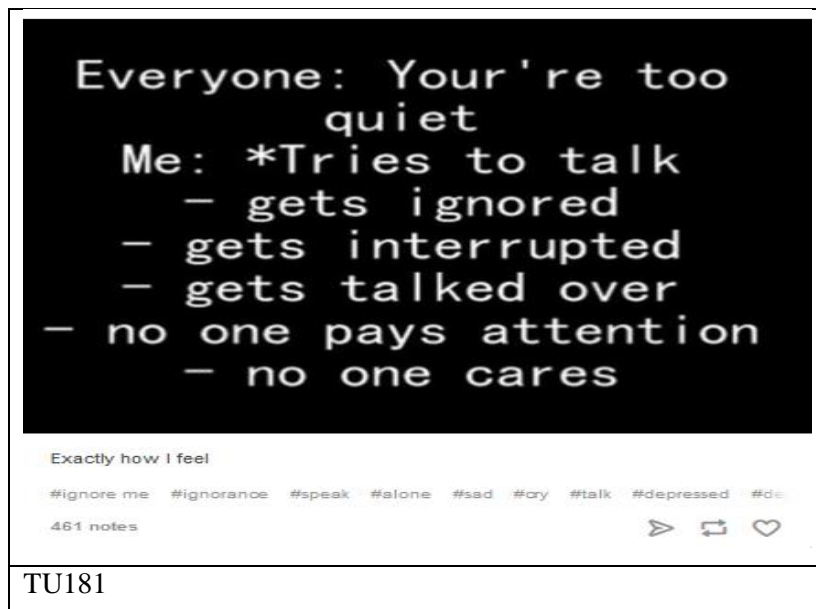 Everyone: Your're too
quiet
Me: *Tries to talk
– gets ignored
– gets interrupted
– gets talked over
– no one pays attention
– no one cares
Exactly how I feel
#ignore me #ignorance #speak #alone #sad #cry #talk #depressed #de
461 notes
TU181